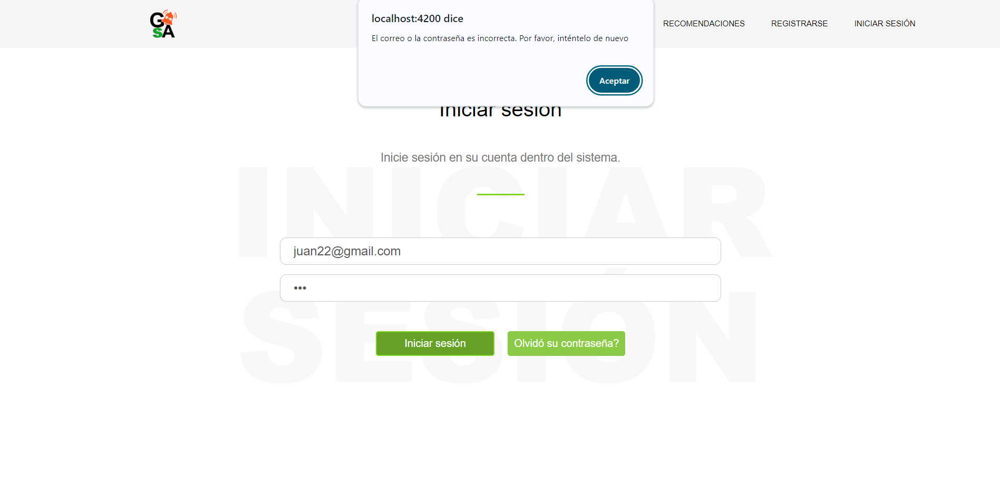 GSA
RECOMENDACIONES
REGISTRARSE
INICIAR SESIÓN
localhost:4200 dice
El correo o la contraseña es incorrecta. Por favor, inténtelo de nuevo
Aceptar
Iniciar sesión
Inicie sesión en su cuenta dentro del sistema.
INICIAR
SESIÓN
juan22@gmail.com
•••
Iniciar sesión
Olvidó su contraseña?